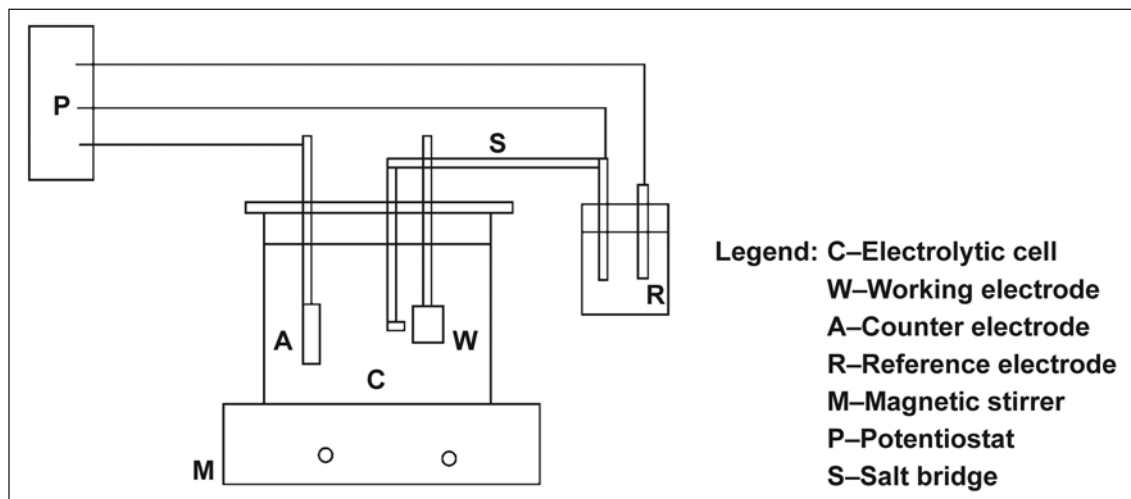 P
S
A
W
C
R
M
Legend: C–Electrolytic cell
W–Working electrode
A–Counter electrode
R–Reference electrode
M–Magnetic stirrer
P–Potentiostat
S–Salt bridge